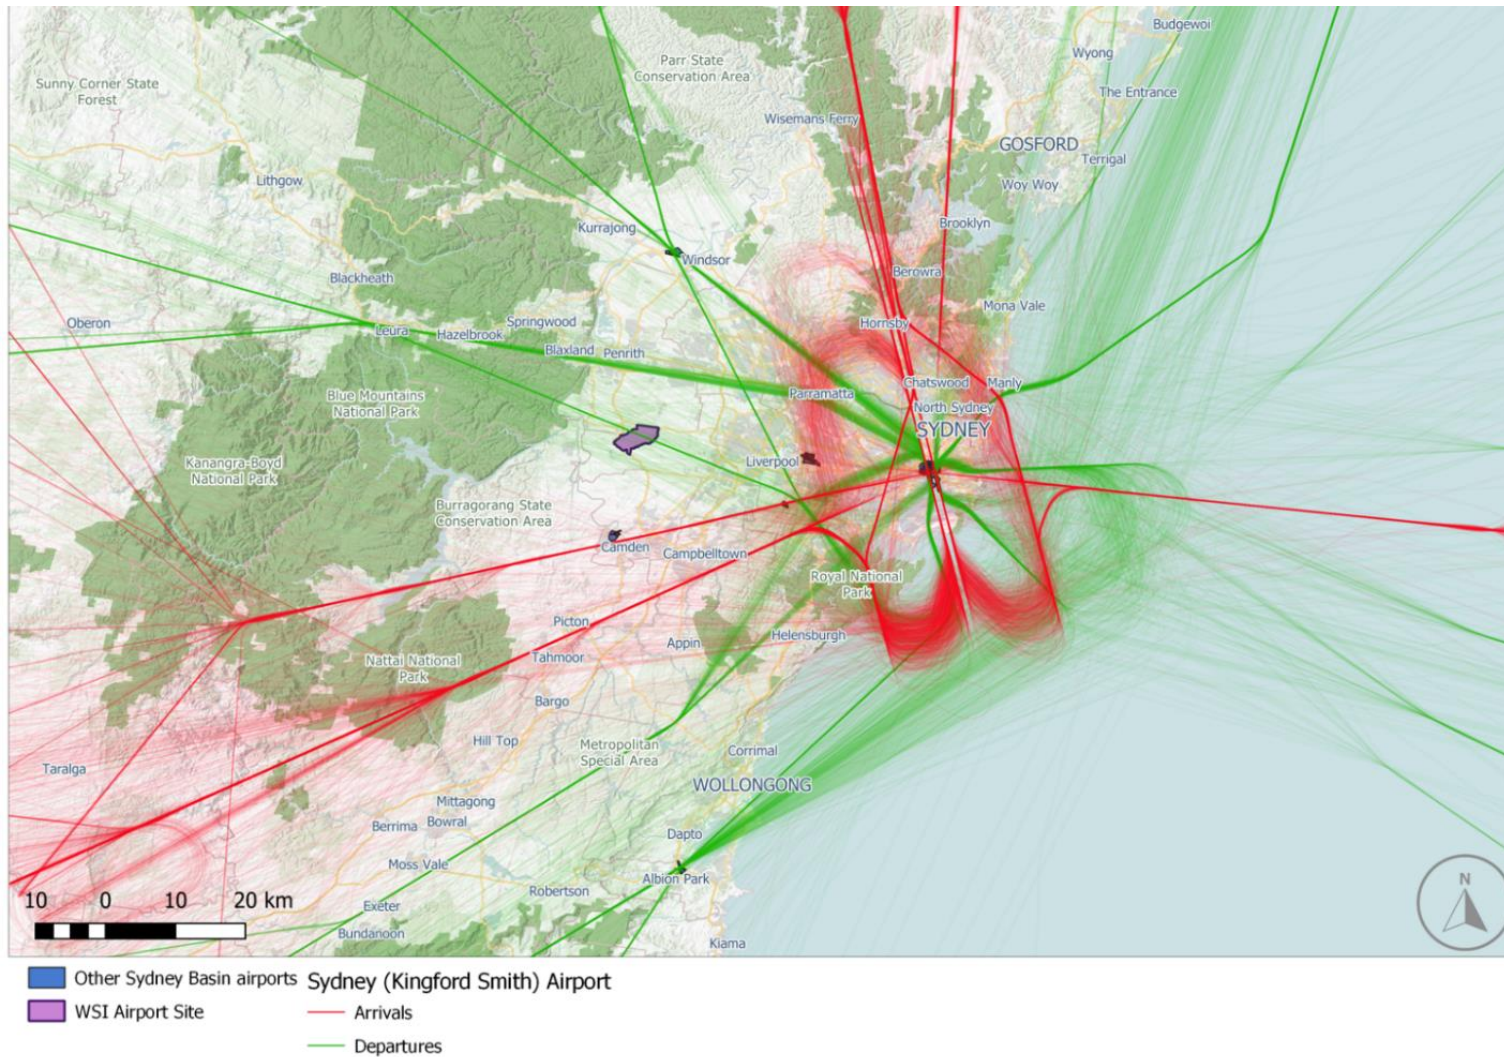 Budgewoi
Parr State
Conservation Area
Wyong
Sunny Corner State
Forest
The Entrance
Wisemans Ferry
GOSFORD
Terrigal
Lithgow
Woy Woy
Kurrajong
Brooklyn
Windsor
Berowra
Blackheath
Mona Vale
Oberon
Leura
Hazelbrook
Springwood
Hornsby
Blaxland
Penrith
Blue Mountains
National Park
Parramatta
Chatswood
Manly
North Sydney
SYDNEY
Kanangra-Boyd
National Park
Liverpool
Burragorang State
Conservation Area
Camden
Campbelltown
Royal National
Park
Picton
Appin
Helensburgh
Nattai National
Park
Tahmoor
Bargo
Hill Top
Metropolitan
Special Area
Corrimal
Taralga
WOLLONGONG
Mittagong
Berrima
Bowral
Dapto
Moss Vale
Albion Park
Robertson
Exeter
Bundanoon
Kiama
N
10 0 10 20 km
Other Sydney Basin airports
WSI Airport Site
Sydney (Kingford Smith) Airport
Arrivals
Departures